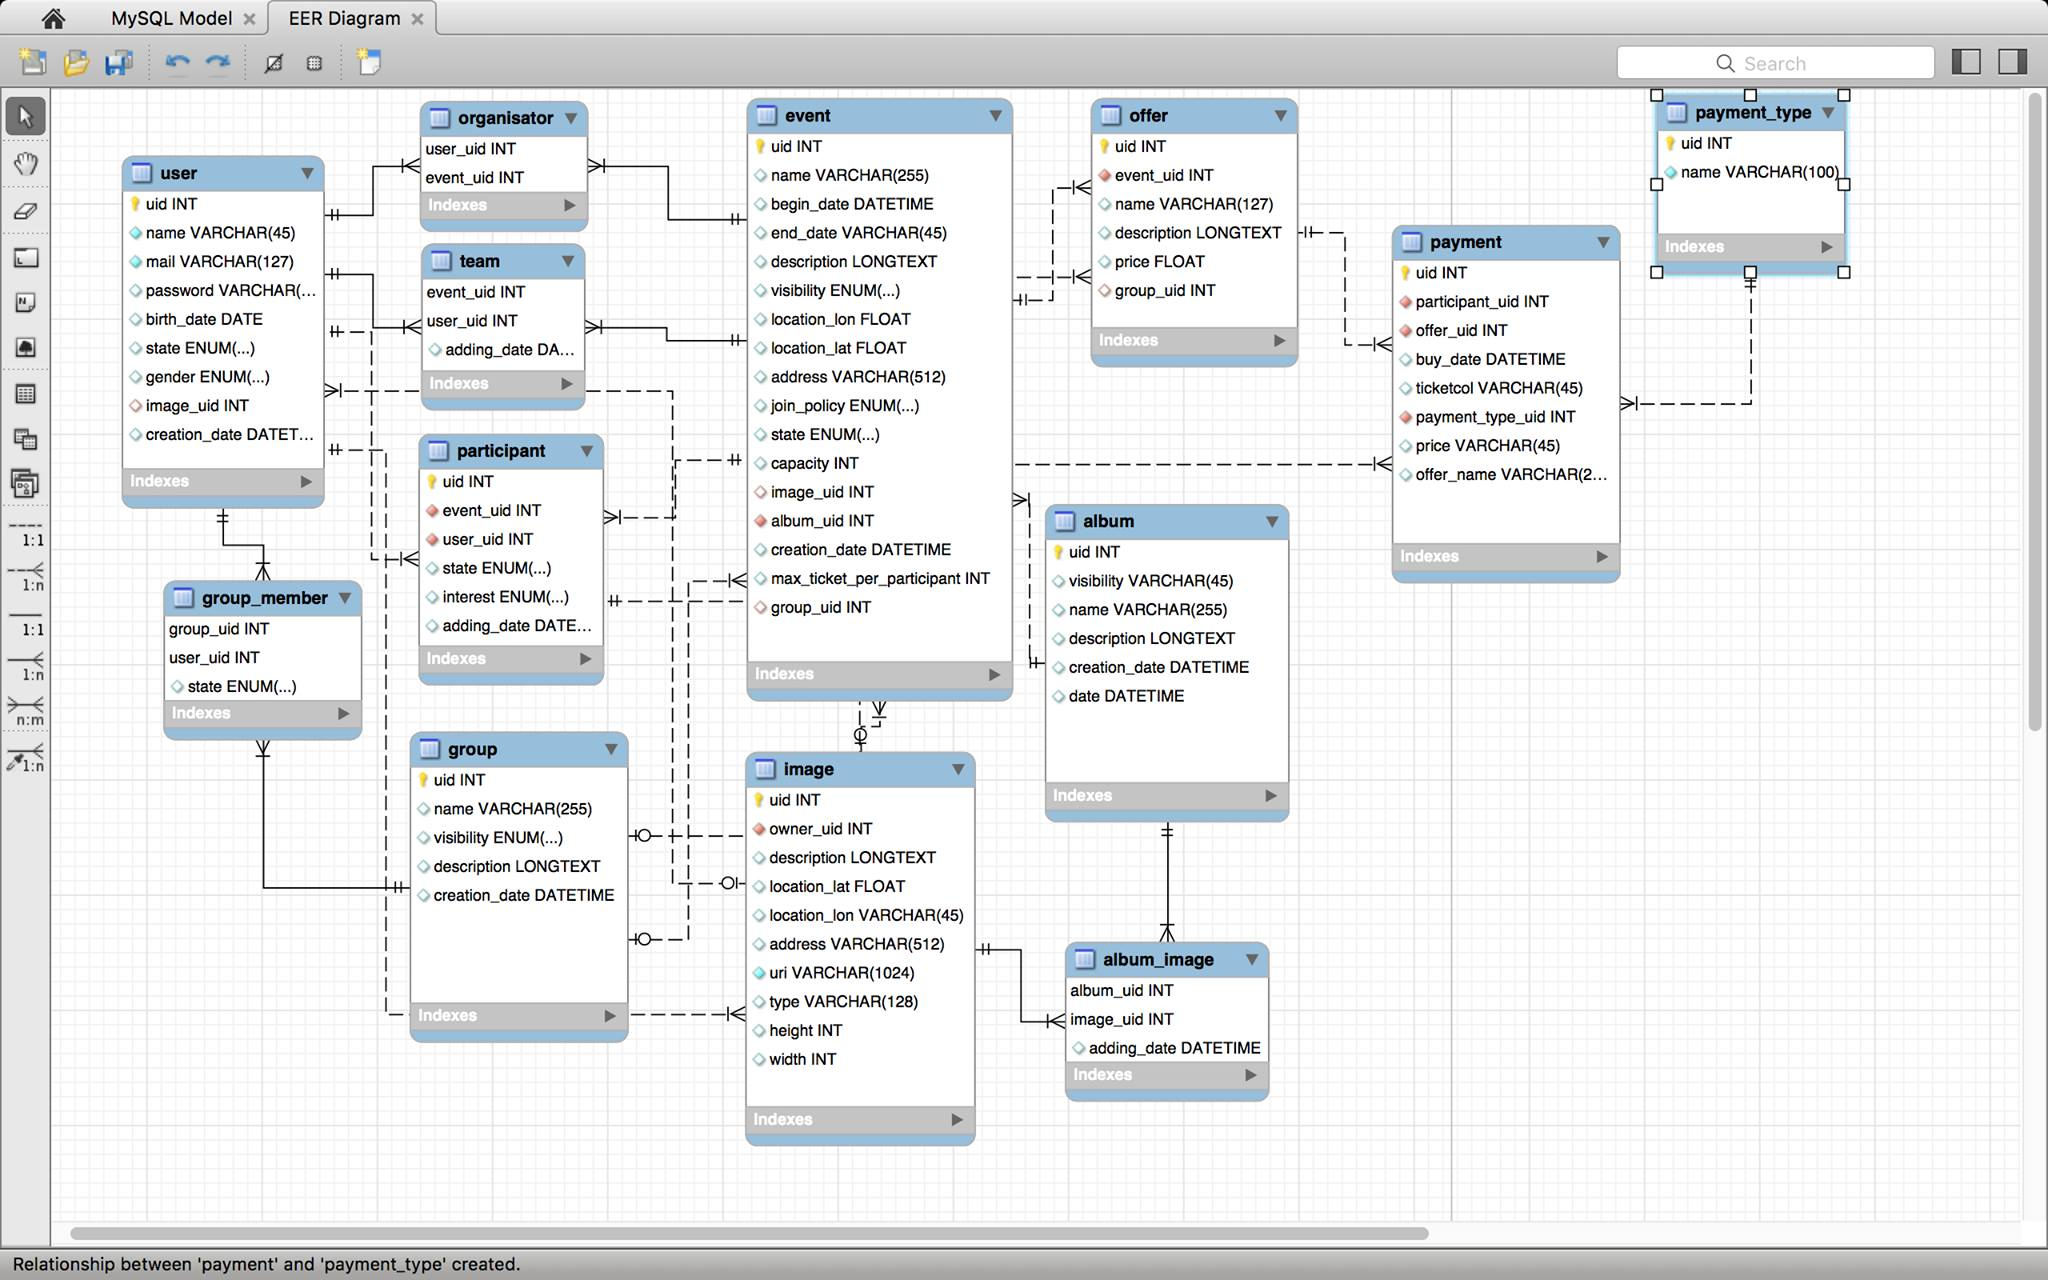 MySQL Model
EER Diagram
Search
1:1
1:n
1:1
1:n
n:m
1:n
user
uid INT
name VARCHAR(45)
mail VARCHAR(127)
password VARCHAR(...
birth_date DATE
state ENUM(...)
gender ENUM(...)
image_uid INT
creation_date DATET...
Indexes
organisator
user_uid INT
event_uid INT
Indexes
team
event_uid INT
user_uid INT
adding_date DA...
Indexes
participant
uid INT
event_uid INT
user_uid INT
state ENUM(...)
interest ENUM(...)
adding_date DATE...
Indexes
group_member
group_uid INT
user_uid INT
state ENUM(...)
Indexes
group
uid INT
name VARCHAR(255)
visibility ENUM(...)
description LONGTEXT
creation_date DATETIME
Indexes
event
uid INT
name VARCHAR(255)
begin_date DATETIME
end_date VARCHAR(45)
description LONGTEXT
visibility ENUM(...)
location_lon FLOAT
location_lat FLOAT
address VARCHAR(512)
join_policy ENUM(...)
state ENUM(...)
capacity INT
image_uid INT
album_uid INT
creation_date DATETIME
max_ticket_per_participant INT
group_uid INT
Indexes
image
uid INT
owner_uid INT
description LONGTEXT
location_lat FLOAT
location_lon VARCHAR(45)
address VARCHAR(512)
uri VARCHAR(1024)
type VARCHAR(128)
height INT
width INT
Indexes
offer
uid INT
event_uid INT
name VARCHAR(127)
description LONGTEXT
price FLOAT
group_uid INT
Indexes
album
uid INT
visibility VARCHAR(45)
name VARCHAR(255)
description LONGTEXT
creation_date DATETIME
date DATETIME
Indexes
album_image
album_uid INT
image_uid INT
adding_date DATETIME
Indexes
payment
uid INT
participant_uid INT
offer_uid INT
buy_date DATETIME
ticketcol VARCHAR(45)
payment_type_uid INT
price VARCHAR(45)
offer_name VARCHAR(2...
Indexes
payment_type
uid INT
name VARCHAR(100)
Indexes
Relationship between 'payment' and 'payment_type' created.